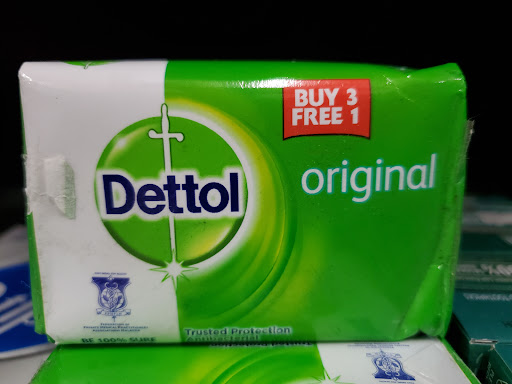 BUY 3
FREE 1
Dettol
original
Trusted Protection
BE 100% SURE